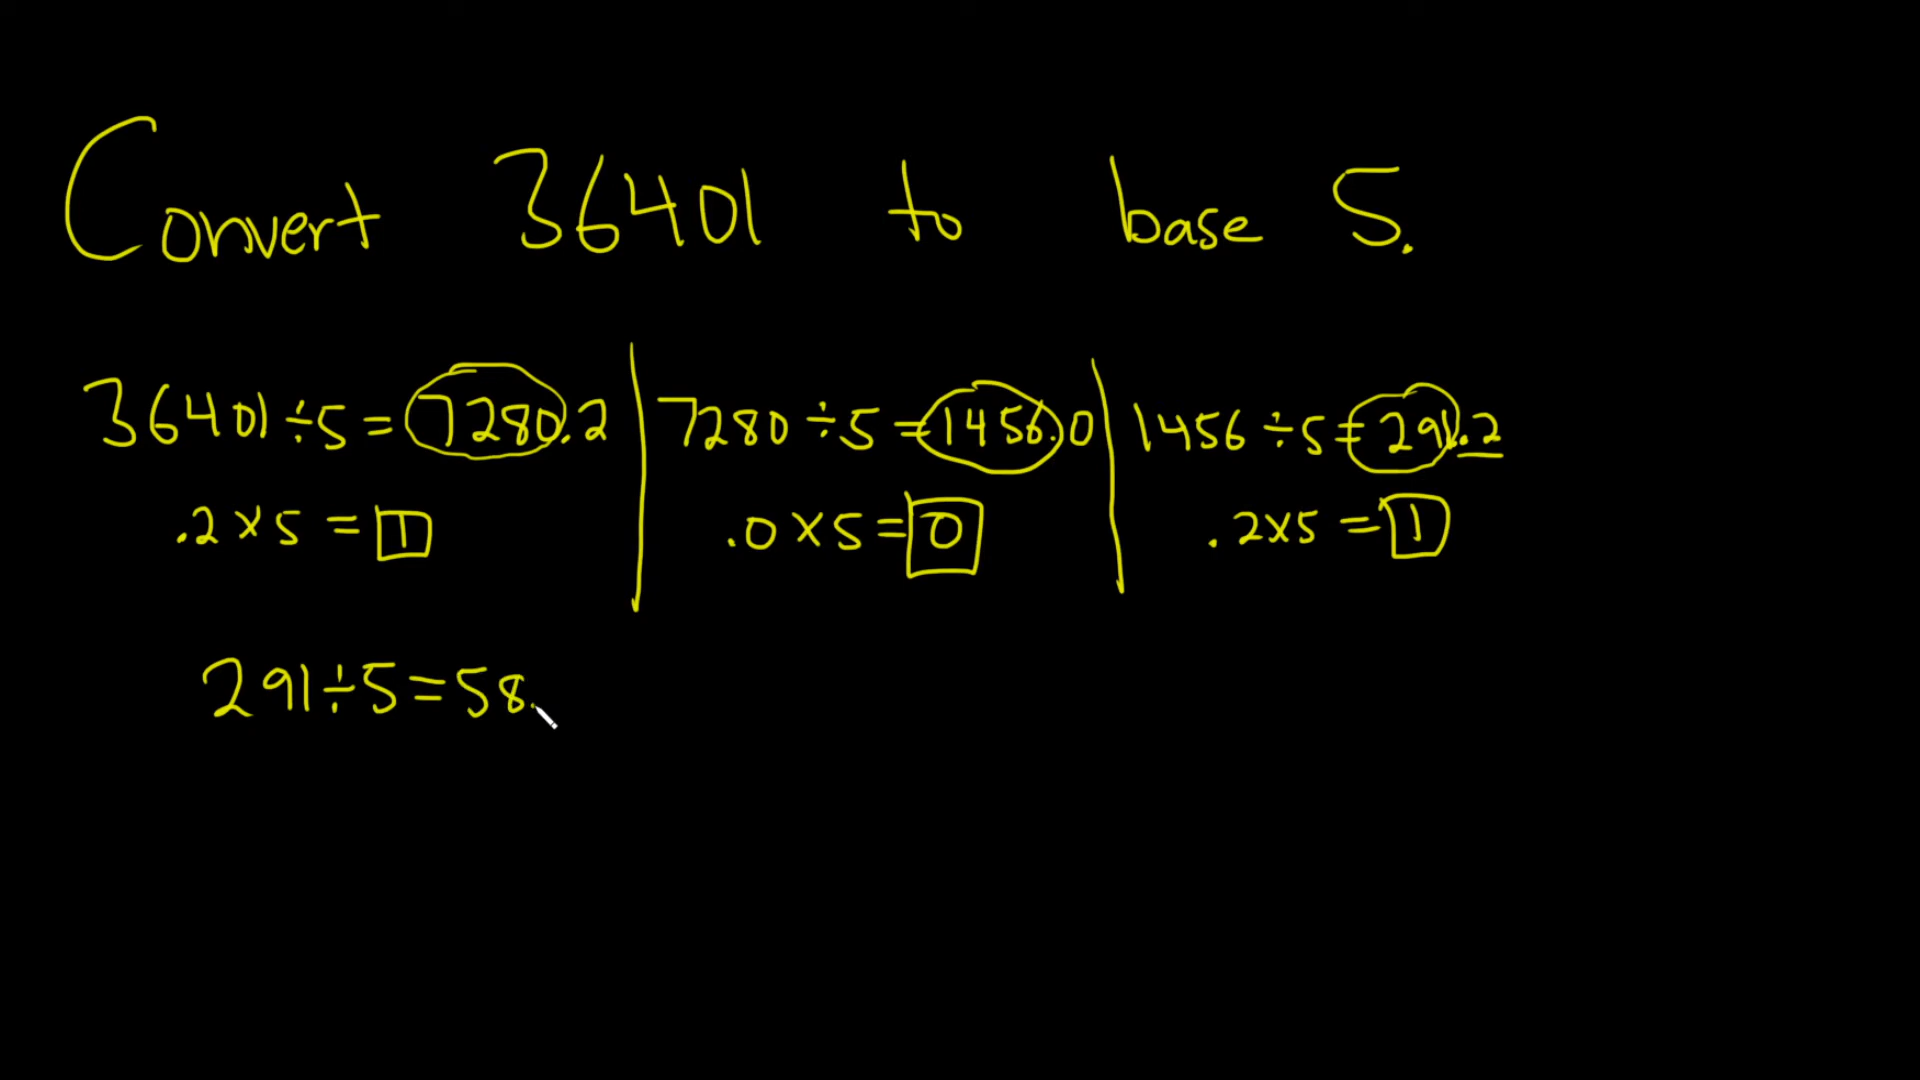 Convert 36401 to base 5.
36401÷5=7280.2 7280÷5=1456.0 1456÷5=291.2
.2×5=1 .0×5=0 .2×5=1
291÷5=58.